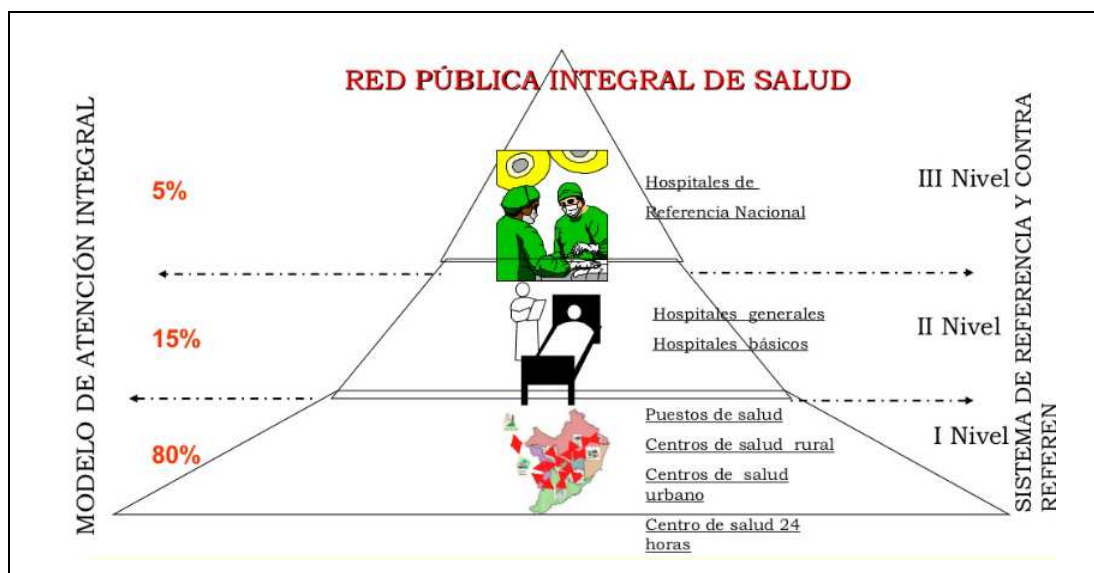 RED PÚBLICA INTEGRAL DE SALUD
MODELO DE ATENCIÓN INTEGRAL
5%
Hospitales de
Referencia Nacional
III Nivel
15%
Hospitales generales
Hospitales básicos
II Nivel
80%
Puestos de salud
Centros de salud rural
Centros de salud
urbano
Centro de salud 24
horas
I Nivel
SISTEMA DE REFERENCIA Y CONTRA
REFEREN